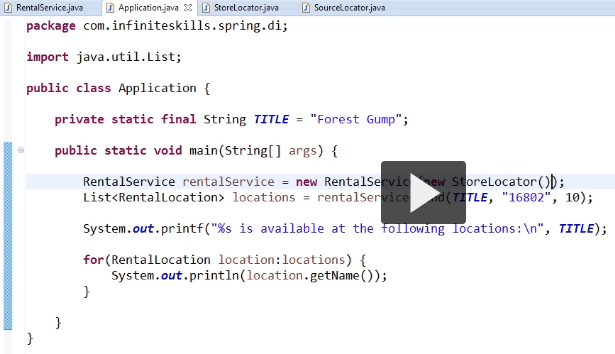 RentalService.java Application.java StoreLocator.java SourceLocator.java
package com.infiniteskills.spring.di;
import java.util.List;
public class Application {
private static final String TITLE = "Forest Gump";
public static void main(String[] args) {
RentalService rentalService = new RentalServic new StoreLocator());
List<RentalLocation> locations = rentalService nd(TITLE, "16802", 10);
System.out.printf("%s is available at the following locations:\n", TITLE);
for(RentalLocation location:locations) {
System.out.println(location.getName());
}
}
}